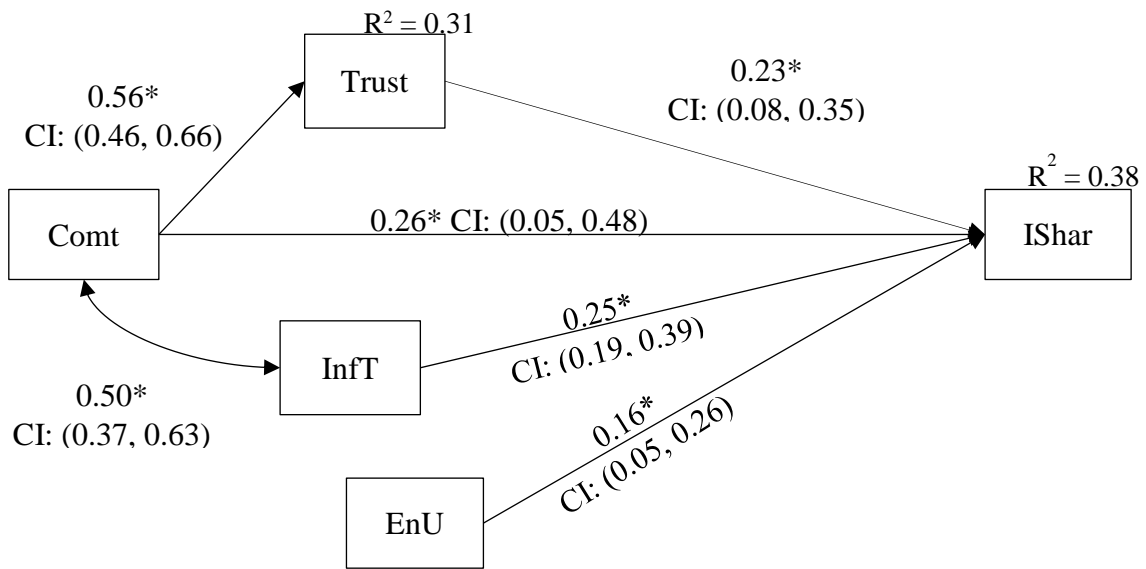 R2 = 0.31
Trust
0.56*
CI: (0.46, 0.66)
0.23*
CI: (0.08, 0.35)
R2 = 0.38
Comt
0.26* CI: (0.05, 0.48)
IShar
0.25*
CI: (0.19, 0.39)
InfT
0.50*
CI: (0.37, 0.63)
0.16*
CI: (0.05, 0.26)
EnU